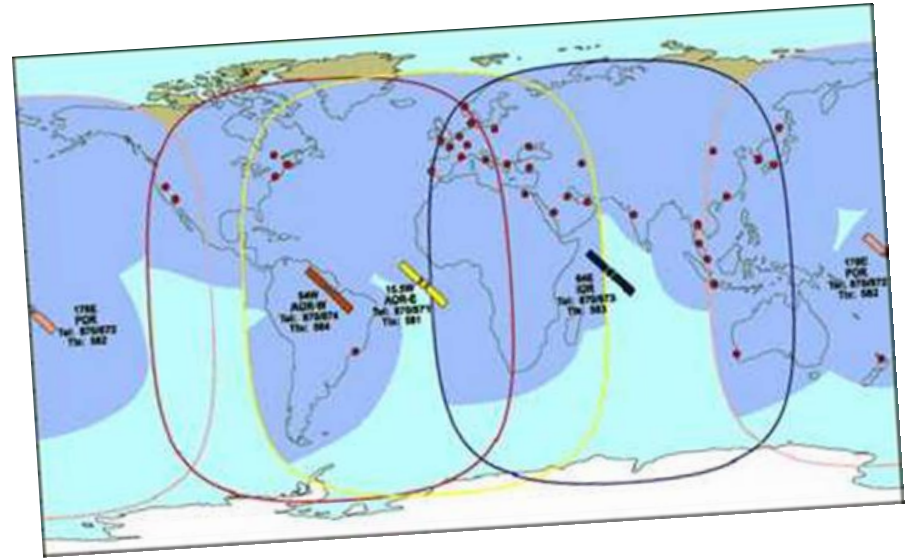 178E
POR
Tel: 870/872
Tlx: 582
54W
AOR-W
Tel: 870/874
Tlx: 584
15.5W
AOR-E
Tel: 870/871
Tlx: 581
64E
IOR
Tel: 870/873
Tlx: 583
178E
POR
Tel: 870/872
Tlx: 582